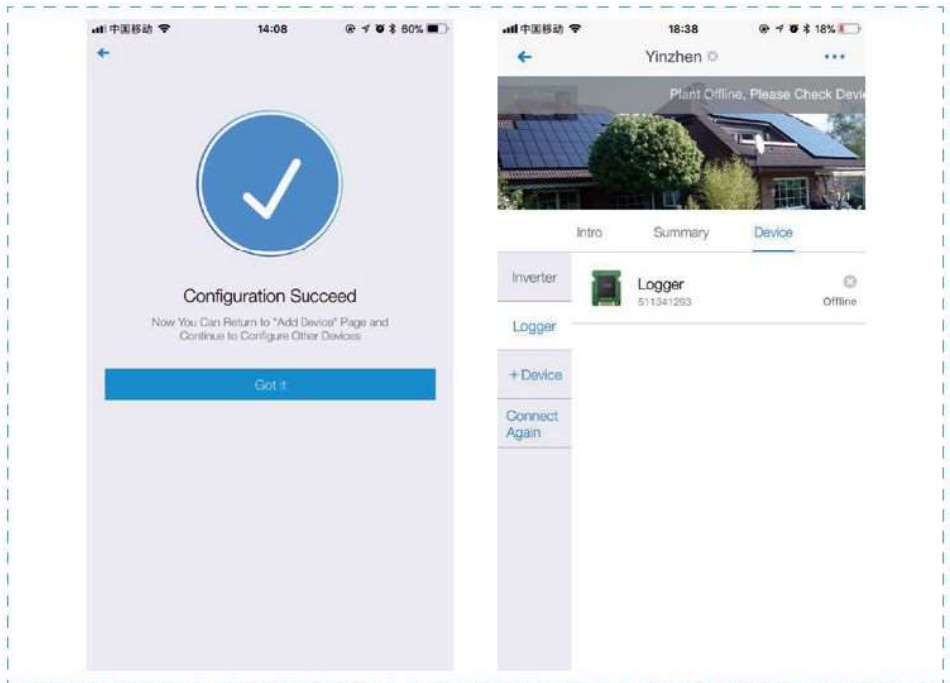 中国移动
14:08
60%
Configuration Succeed
Now You Can Return to "Add Device" Page and
Continue to Configure Other Devices
Got it
中国移动
18:38
18%
Yinzhen
Plant Offline, Please Check Devi
Intro
Summary
Device
Inverter
Logger
+Device
Connect
Again
Logger
511341293
Offline